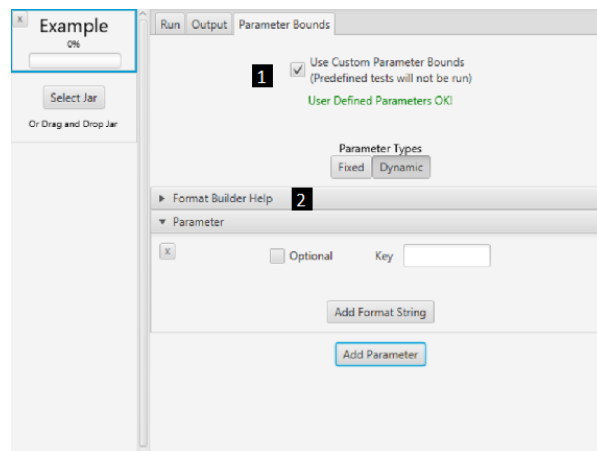 x
Example
0%
Select Jar
Or Drag and Drop Jar
Run Output Parameter Bounds
1
Use Custom Parameter Bounds
(Predefined tests will not be run)
User Defined Parameters OK!
Parameter Types
Fixed Dynamic
Format Builder Help 2
Parameter
x
Optional Key
Add Format String
Add Parameter